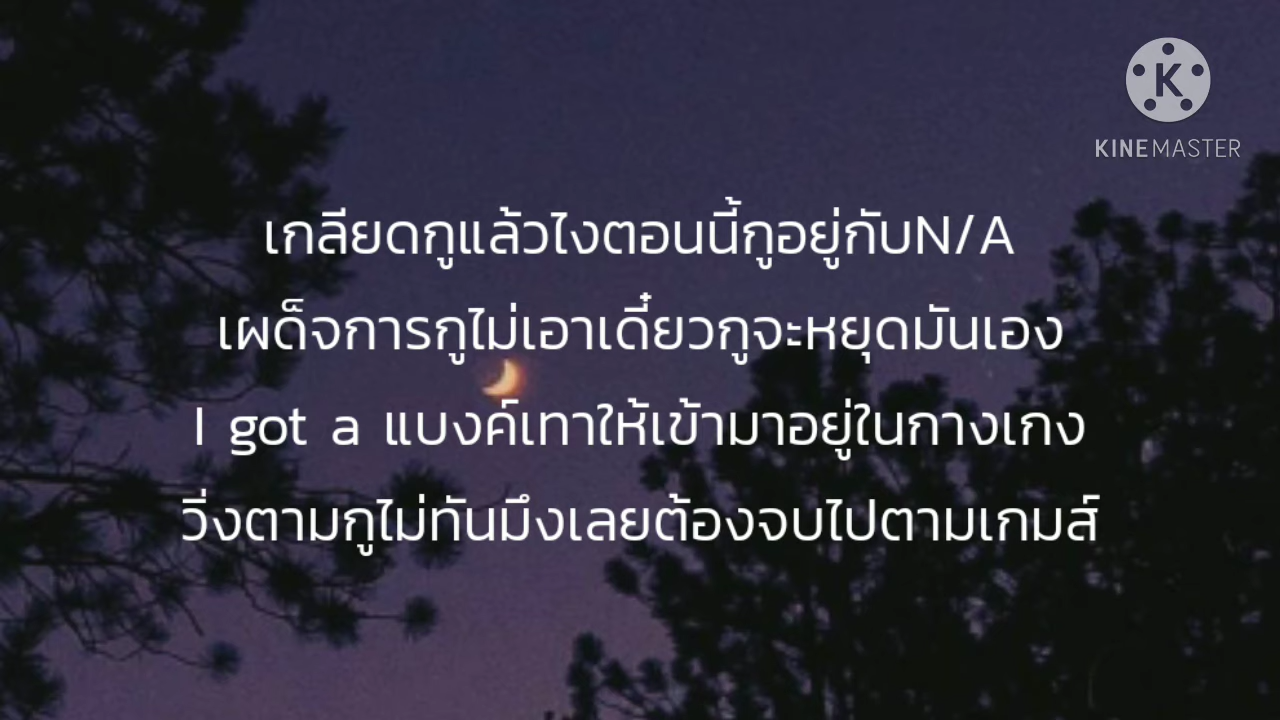 KINEMASTER
เกลียดกูแล้วไงตอนนี้กูอยู่กับN/A
เผด็จการกูไม่เอาเดี๋ยวกูจะหยุดมันเอง
I got a แบงค์เทาให้เข้ามาอยู่ในกางเกง
วิ่งตามกูไม่ทันมึงเลยต้องจบไปตามเกมส์